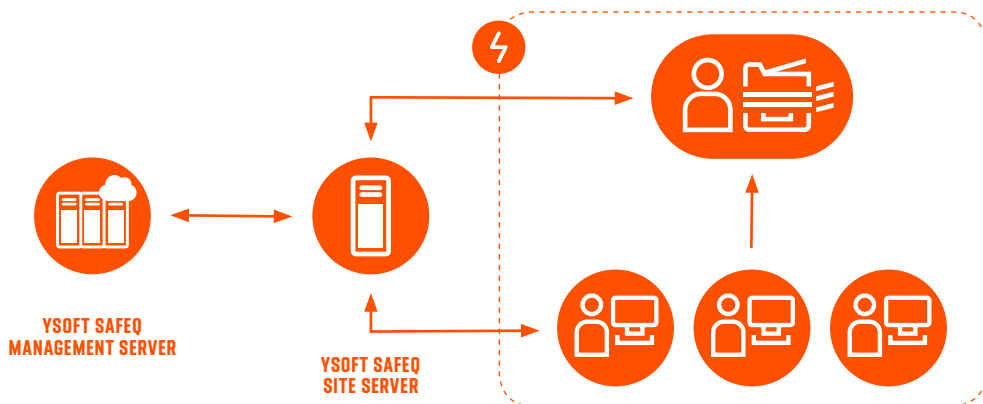 YSOFT SAFEQ
MANAGEMENT SERVER
YSOFT SAFEQ
SITE SERVER